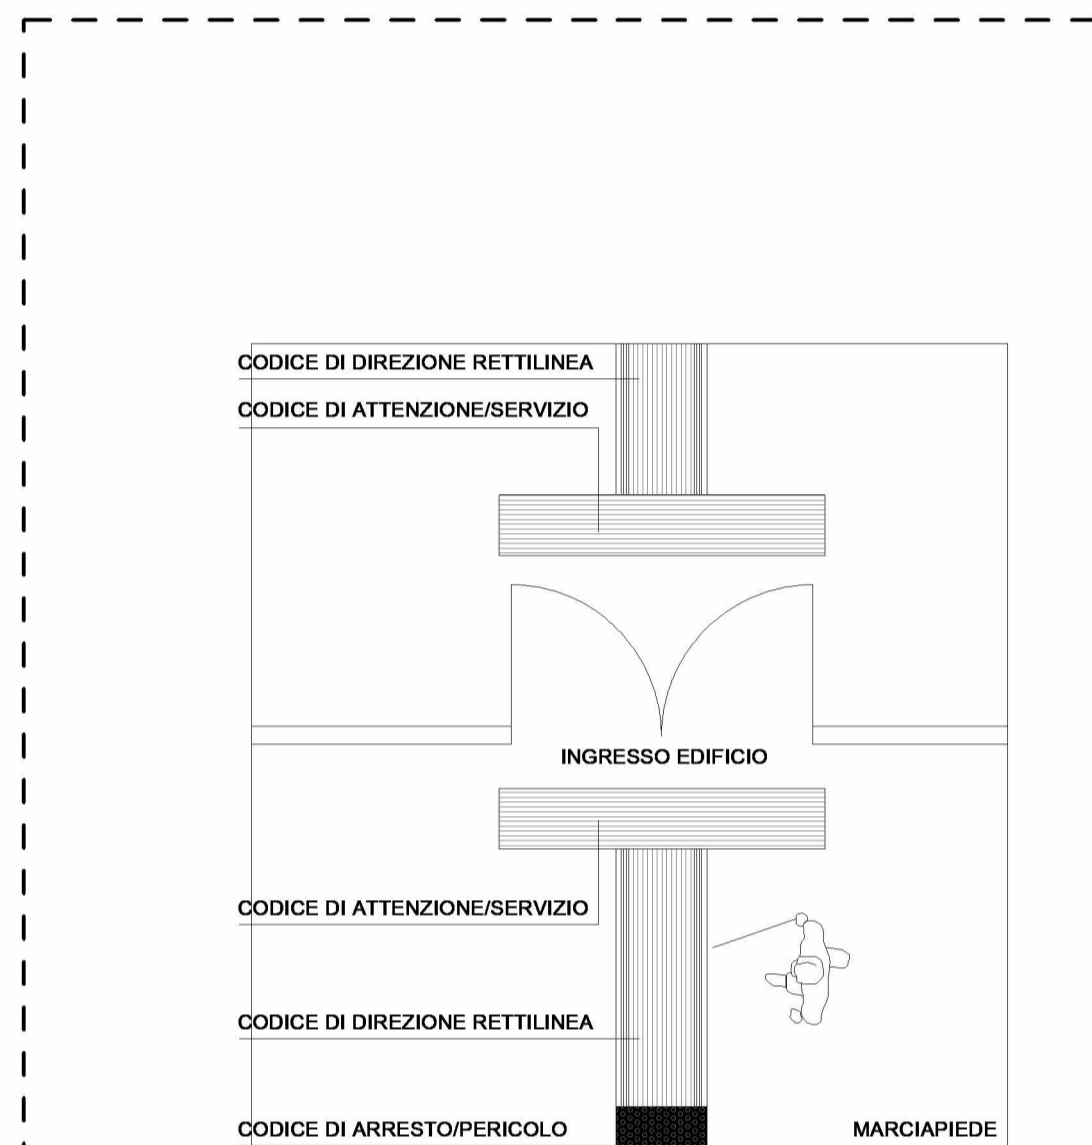 CODICE DI DIREZIONE RETTILINEA
CODICE DI ATTENZIONE/SERVIZIO
INGRESSO EDIFICIO
CODICE DI ATTENZIONE/SERVIZIO
CODICE DI DIREZIONE RETTILINEA
CODICE DI ARRESTO/PERICOLO
MARCIAPIEDE